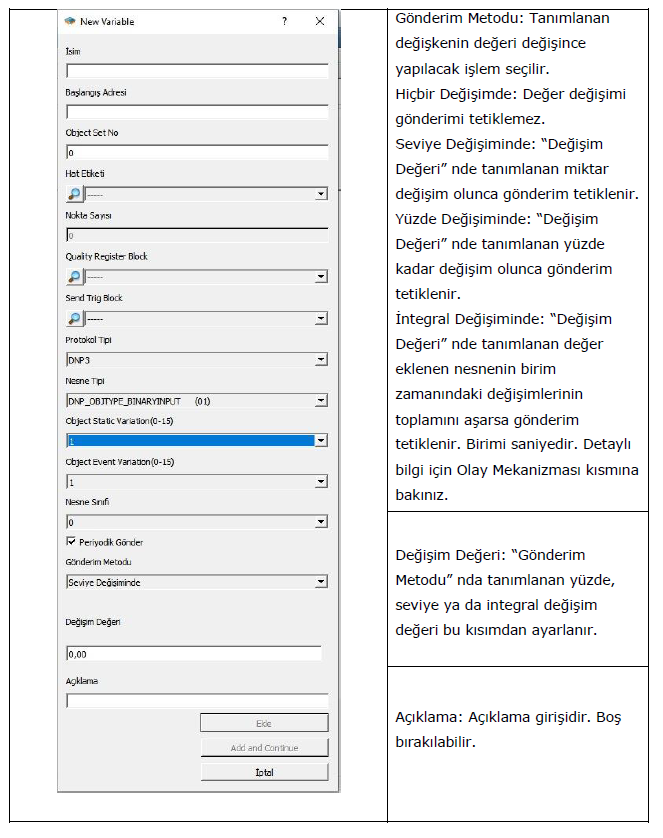 New Variable
?
İsim
Başlangış Adresi
Object Set No
0
Hat Etiketi
-----
Nokta Sayısı
0
Quality Register Block
-----
Send Trig Block
-----
Protokol Tipi
DNP3
Nesne Tipi
DNP_OBJTYPE_BINARYINPUT (01)
Object Static Variation(0-15)
1
Object Event Variation(0-15)
1
Nesne Sınıfı
0
Periyodik Gönder
Gönderim Metodu
Seviye Değişiminde
Değişim Değeri
0,00
Açıklama
Ekle
Add and Continue
İptal
Gönderim Metodu: Tanımlanan
değişkenin değeri değişince
yapılacak işlem seçilir.
Hiçbir Değişimde: Değer değişimi
gönderimi tetiklemez.
Seviye Değişiminde: “Değişim
Değeri” nde tanımlanan miktar
değişim olunca gönderim tetiklenir.
Yüzde Değişiminde: “Değişim
Değeri” nde tanımlanan yüzde
kadar değişim olunca gönderim
tetiklenir.
İntegral Değişiminde: “Değişim
Değeri” nde tanımlanan değer
eklenen nesnenin birim
zamanındaki değişimlerinin
toplamını aşarsa gönderim
tetiklenir. Birimi saniyedir. Detaylı
bilgi için Olay Mekanizması kısmına
bakınız.
Değişim Değeri: “Gönderim
Metodu” nda tanımlanan yüzde,
seviye ya da integral değişim
değeri bu kısımdan ayarlanır.
Açıklama: Açıklama girişidir. Boş
bırakılabilir.